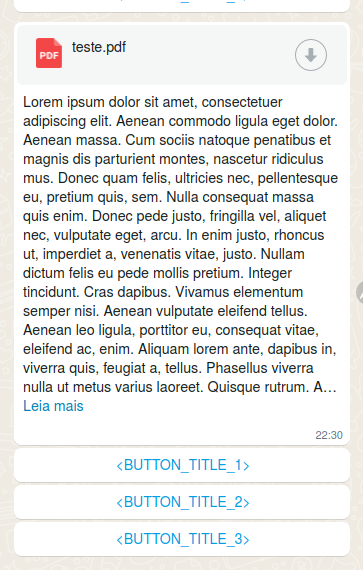 teste.pdf
PDF
Lorem ipsum dolor sit amet, consectetuer
adipiscing elit. Aenean commodo ligula eget dolor.
Aenean massa. Cum sociis natoque penatibus et
magnis dis parturient montes, nascetur ridiculus
mus. Donec quam felis, ultricies nec, pellentesque
eu, pretium quis, sem. Nulla consequat massa
quis enim. Donec pede justo, fringilla vel, aliquet
nec, vulputate eget, arcu. In enim justo, rhoncus
ut, imperdiet a, venenatis vitae, justo. Nullam
dictum felis eu pede mollis pretium. Integer
tincidunt. Cras dapibus. Vivamus elementum
semper nisi. Aenean vulputate eleifend tellus.
Aenean leo ligula, porttitor eu, consequat vitae,
eleifend ac, enim. Aliquam lorem ante, dapibus in,
viverra quis, feugiat a, tellus. Phasellus viverra
nulla ut metus varius laoreet. Quisque rutrum. A…
Leia mais
22:30
<BUTTON_TITLE_1>
<BUTTON_TITLE_2>
<BUTTON_TITLE_3>